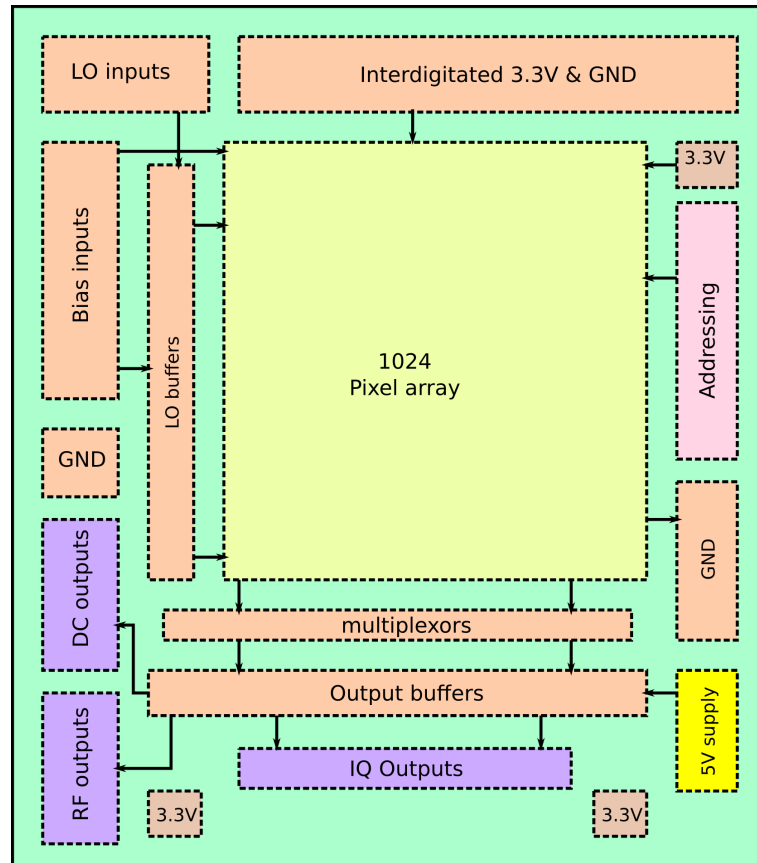 LO inputs
Interdigitated 3.3V & GND
3.3V
Bias inputs
LO buffers
1024
Pixel array
Addressing
GND
GND
DC outputs
multiplexors
Output buffers
5V supply
RF outputs
IQ Outputs
3.3V
3.3V